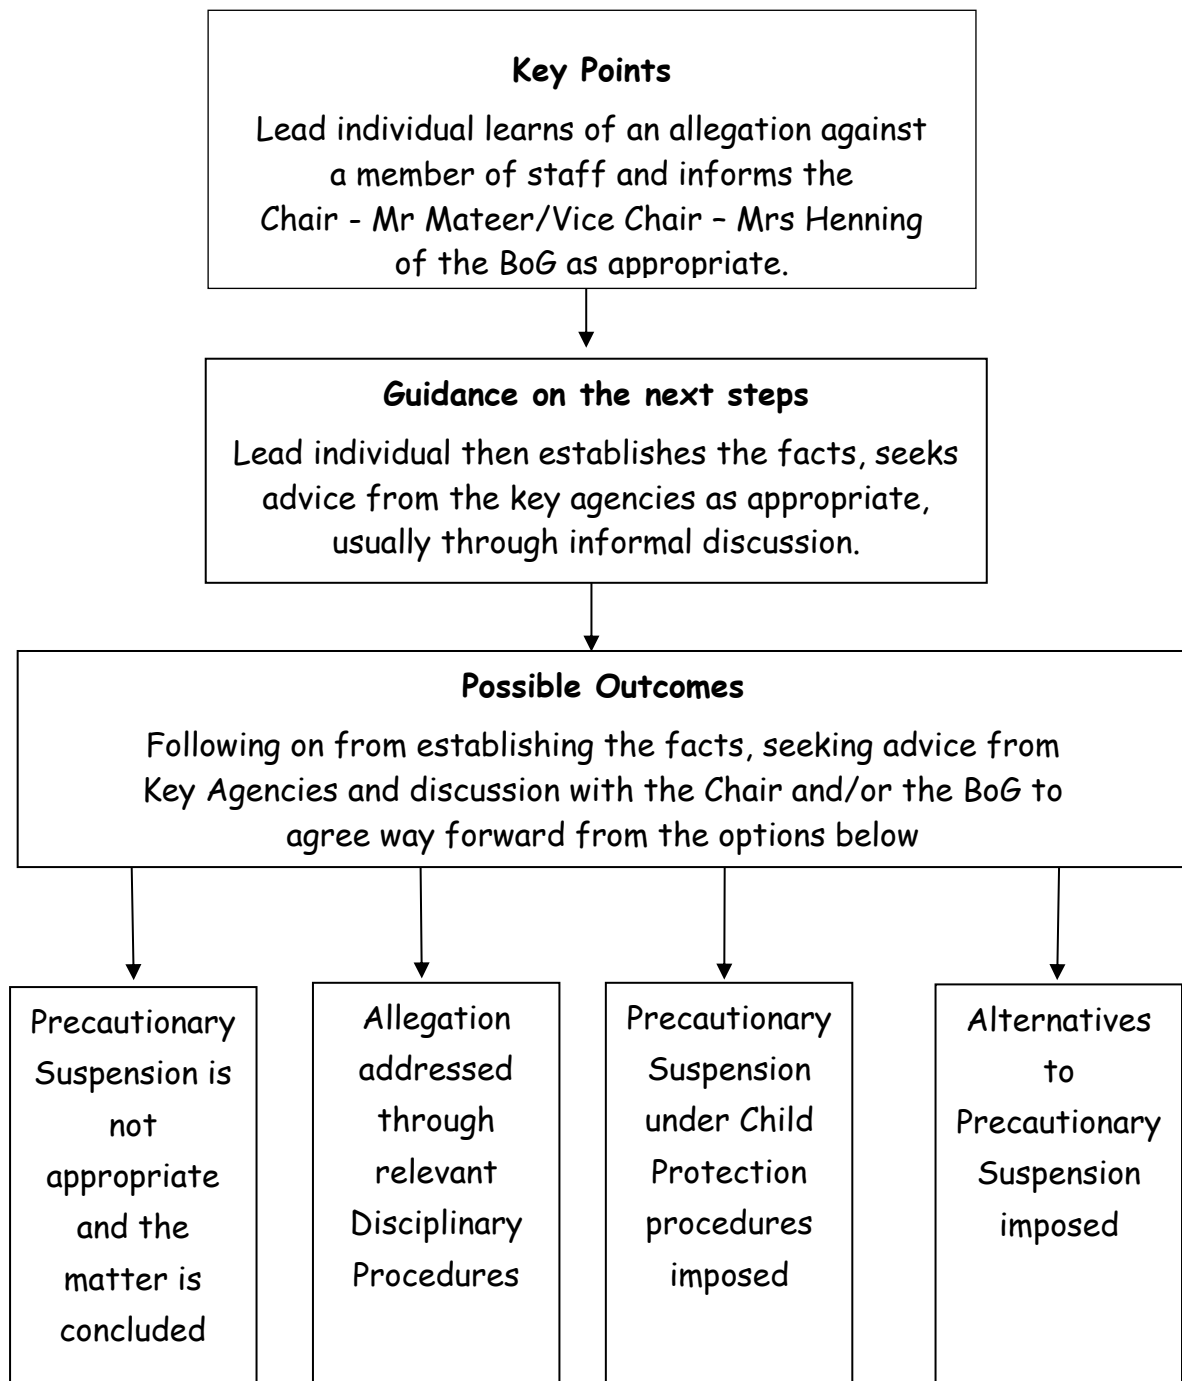 Key Points
Lead individual learns of an allegation against
a member of staff and informs the
Chair - Mr Mateer/Vice Chair – Mrs Henning
of the BoG as appropriate.
Guidance on the next steps
Lead individual then establishes the facts, seeks
advice from the key agencies as appropriate,
usually through informal discussion.
Possible Outcomes
Following on from establishing the facts, seeking advice from
Key Agencies and discussion with the Chair and/or the BoG to
agree way forward from the options below
Precautionary
Suspension is
not
appropriate
and the
matter is
concluded
Allegation
addressed
through
relevant
Disciplinary
Procedures
Precautionary
Suspension
under Child
Protection
procedures
imposed
Alternatives
to
Precautionary
Suspension
imposed